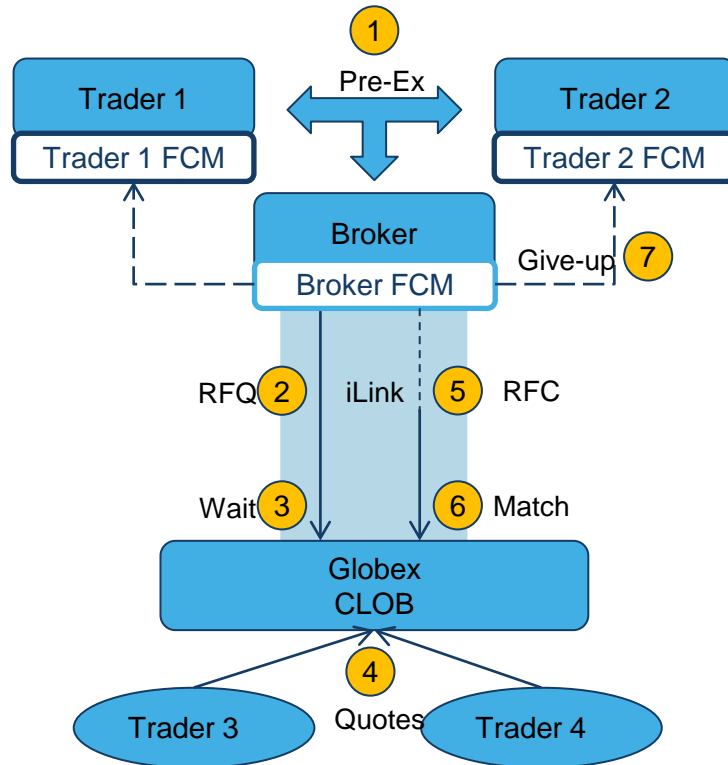 1
Pre-Ex
Trader 1
Trader 2
Trader 1 FCM
Trader 2 FCM
Broker
Give-up
7
Broker FCM
RFQ
2
iLink
5
RFC
Wait
3
6
Match
Globex
CLOB
4
Quotes
Trader 3
Trader 4